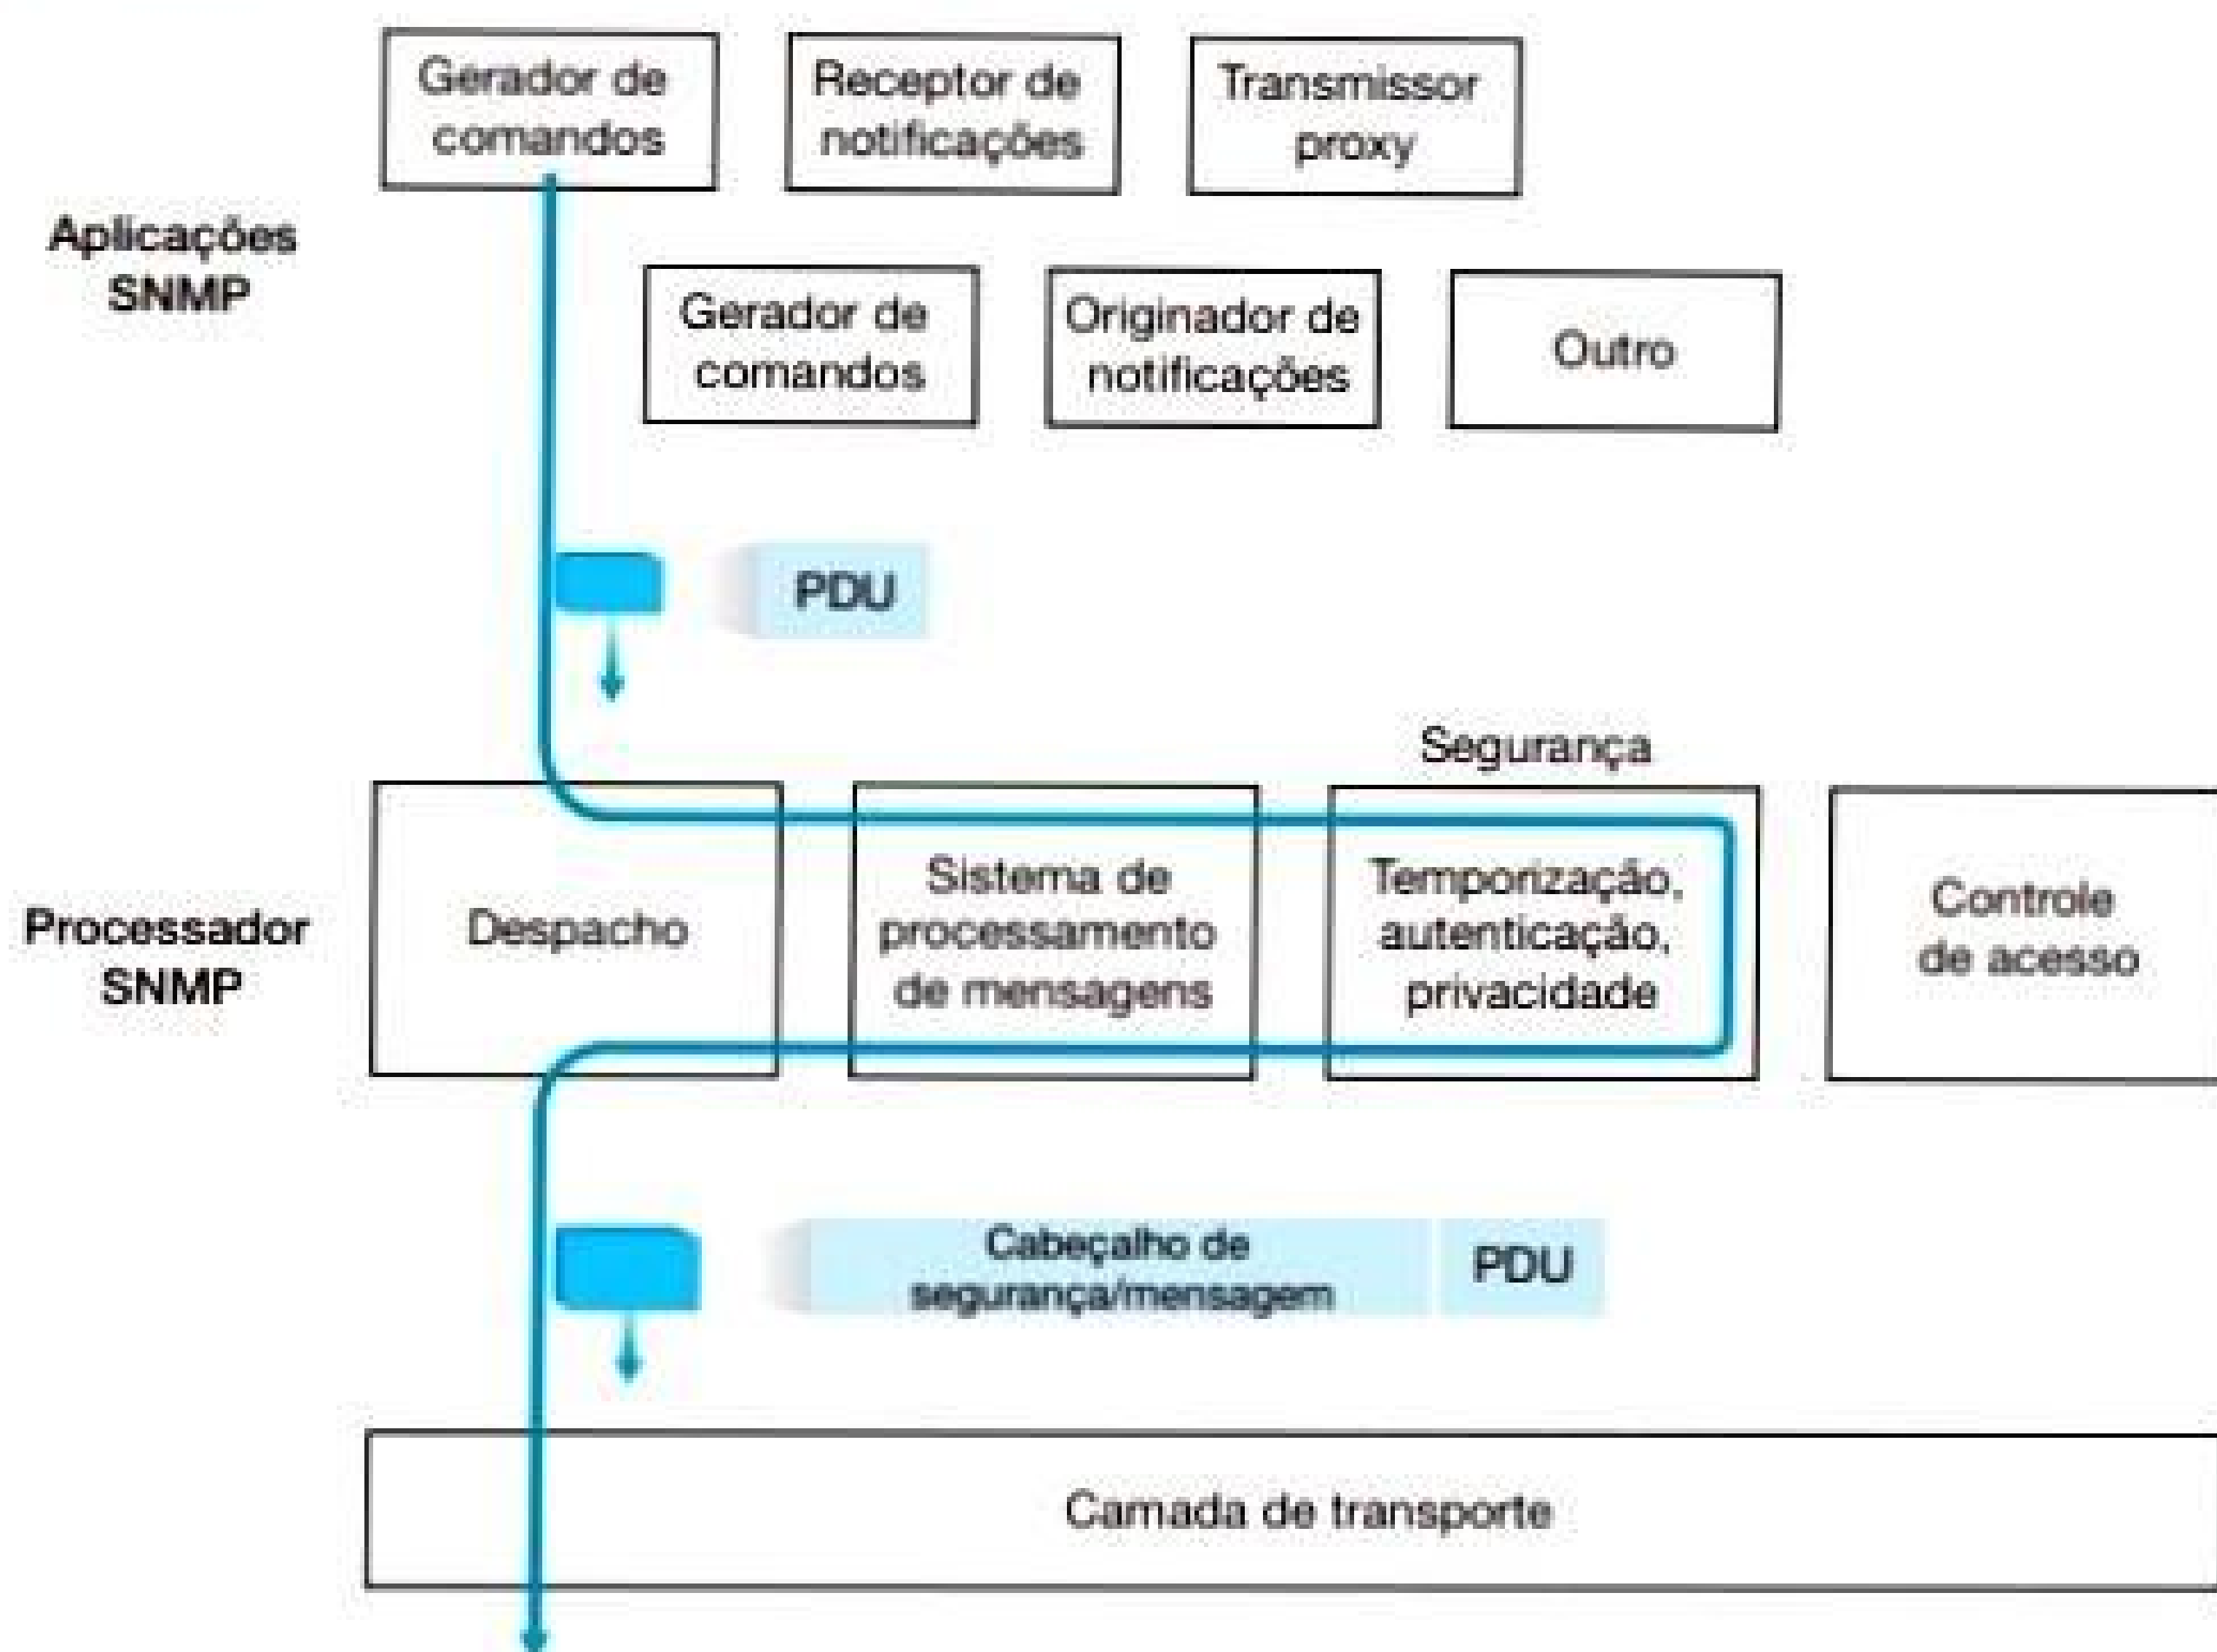 Gerador de
comandos
Receptor de
notificações
Transmissor
proxy
Aplicações
SNMP
Gerador de
comandos
Originador de
notificações
Outro
PDU
Segurança
Processador
SNMP
Despacho
Sistema de
processamento
de mensagens
Temporização,
autenticação,
privacidade
Controle
de acesso
Cabeçalho de
segurança/mensagem
PDU
Camada de transporte